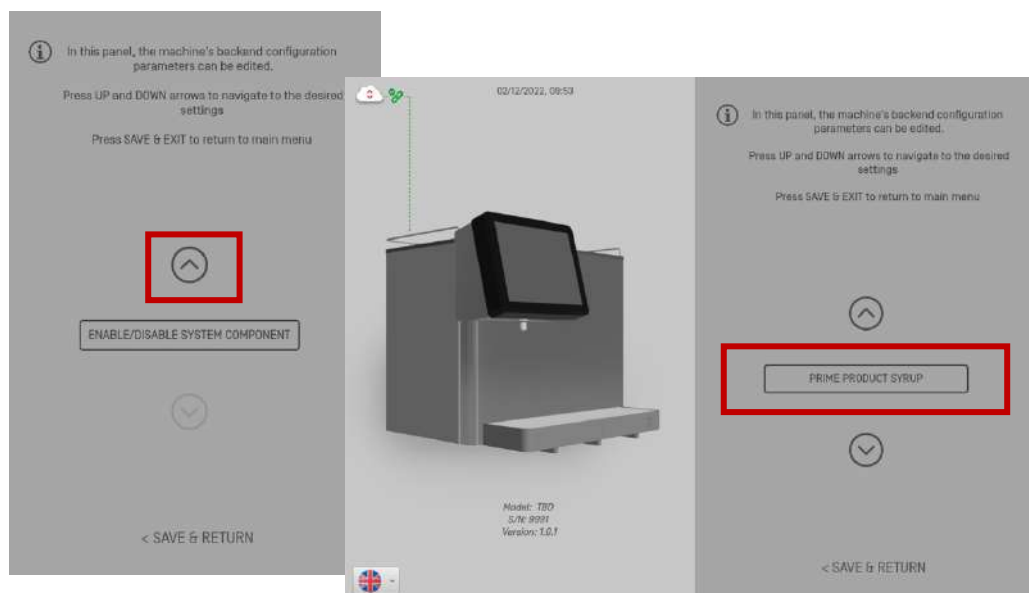 In this panel, the machine's backend configuration
parameters can be edited.
Press UP and DOWN arrows to navigate to the desired
settings
Press SAVE & EXIT to return to main menu
ENABLE/DISABLE SYSTEM COMPONENT
< SAVE & RETURN
02/12/2022, 09:53
Model: TBD
S/N: 9991
Version: 1.0.1
In this panel, the machine's backend configuration
parameters can be edited.
Press UP and DOWN arrows to navigate to the desired
settings
Press SAVE & EXIT to return to main menu
PRIME PRODUCT SYRUP
< SAVE & RETURN